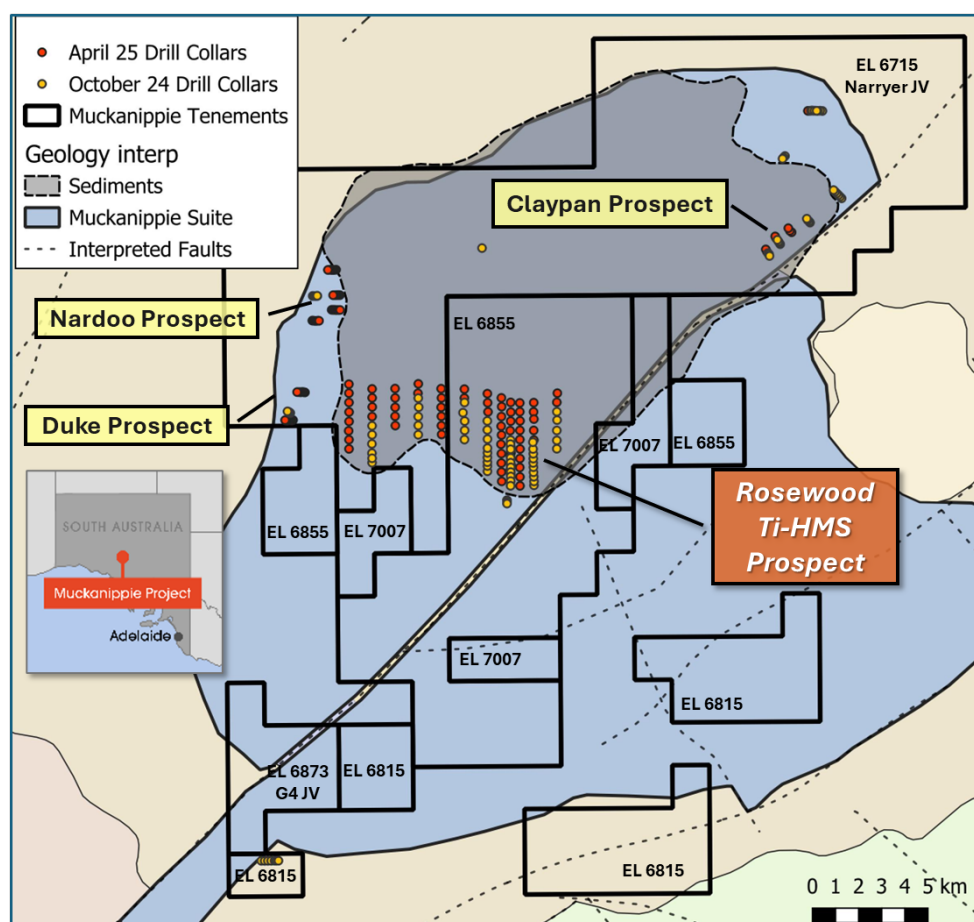 April 25 Drill Collars
October 24 Drill Collars
Muckanippie Tenements
Geology interp
Sediments
Muckanippie Suite
Interpreted Faults
EL 6715
Narryer JV
Claypan Prospect
Nardoo Prospect
EL 6855
Duke Prospect
EL 7007
EL 6855
Rosewood
Ti-HMS
Prospect
EL 6855
EL 7007
SOUTH AUSTRALIA
Muckanippie Project
Adelaide
EL 7007
EL 6815
EL 6873
G4 JV
EL 6815
EL 6815
EL 6815
0 1 2 3 4 5 km